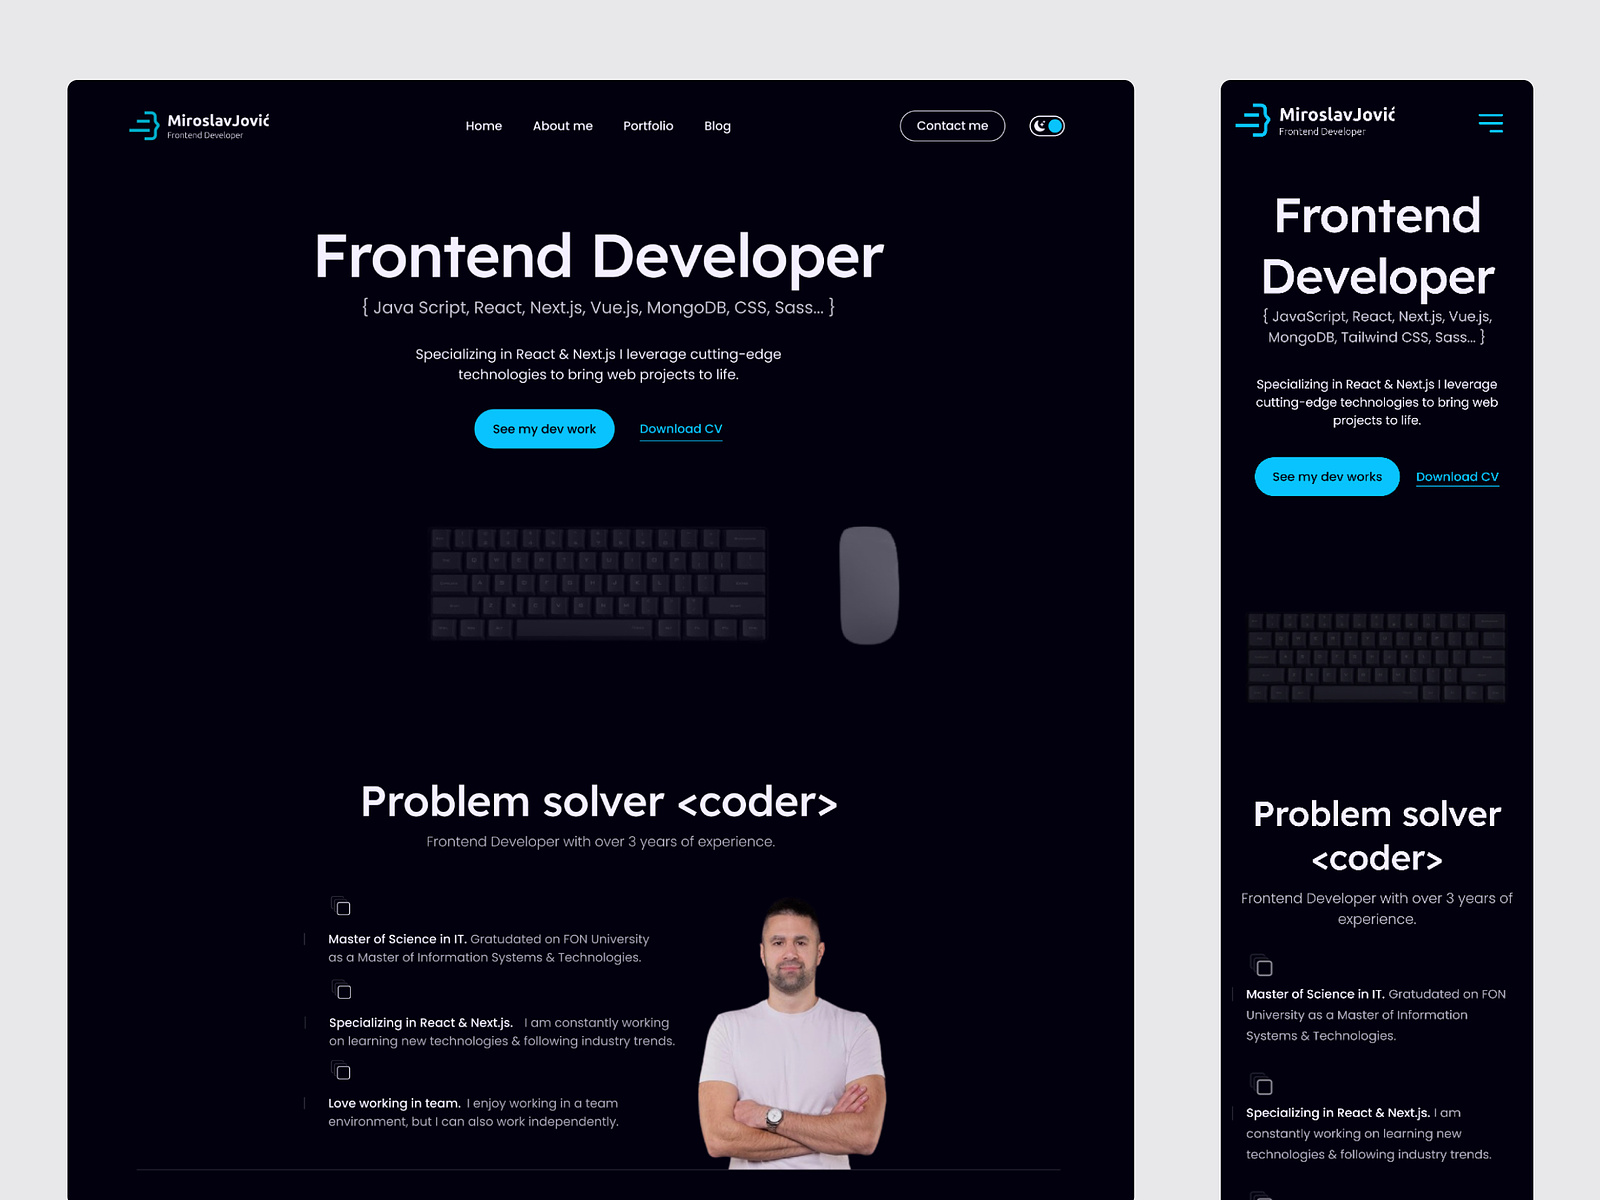 MiroslavJović
Frontend Developer
Home
About me
Portfolio
Blog
Contact me
Frontend Developer
{ Java Script, React, Next.js, Vue.js, MongoDB, CSS, Sass... }
Specializing in React & Next.js I leverage cutting-edge
technologies to bring web projects to life.
See my dev work
Download CV
Problem solver <coder>
Frontend Developer with over 3 years of experience.
Master of Science in IT. Gratudated on FON University
as a Master of Information Systems & Technologies.
Specializing in React & Next.js. I am constantly working
on learning new technologies & following industry trends.
Love working in team. I enjoy working in a team
environment, but I can also work independently.
MiroslavJović
Frontend Developer
Frontend
Developer
{ JavaScript, React, Next.js, Vue.js,
MongoDB, Tailwind CSS, Sass... }
Specializing in React & Next.js I leverage
cutting-edge technologies to bring web
projects to life.
See my dev works
Download CV
Problem solver
<coder>
Frontend Developer with over 3 years of
experience.
Master of Science in IT. Gratudated on FON
University as a Master of Information
Systems & Technologies.
Specializing in React & Next.js. I am
constantly working on learning new
technologies & following industry trends.